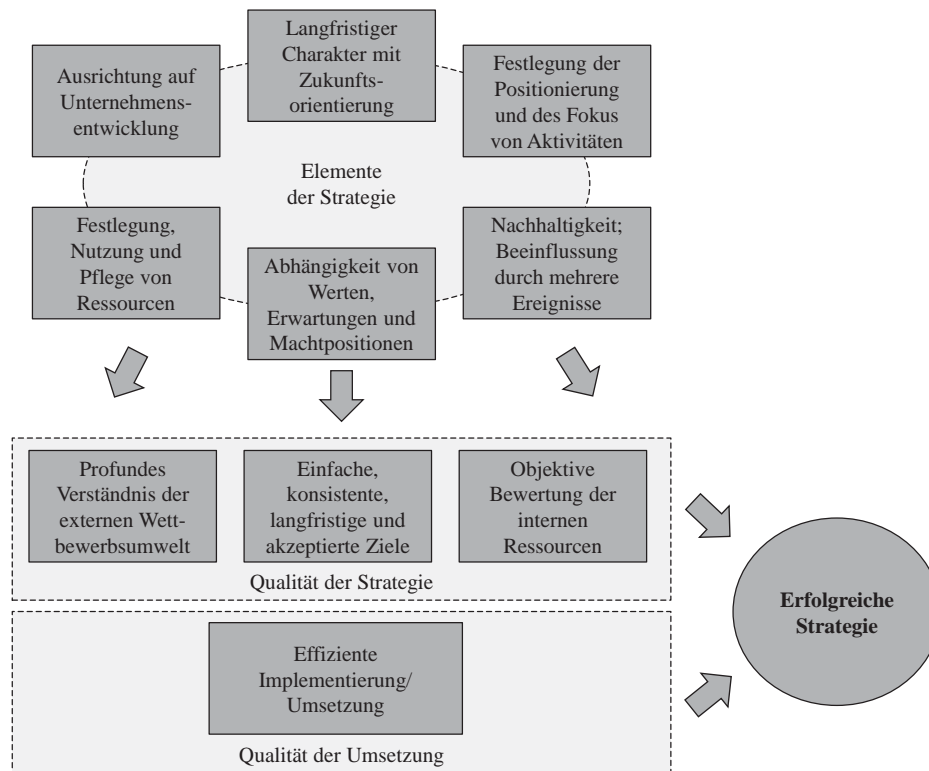 Langfristiger
Charakter mit
Zukunfts-
orientierung
Ausrichtung auf
Unternehmens-
entwicklung
Festlegung der
Positionierung
und des Fokus
von Aktivitäten
Elemente
der Strategie
Festlegung,
Nutzung und
Pflege von
Ressourcen
Abhängigkeit von
Werten,
Erwartungen und
Machtpositionen
Nachhaltigkeit;
Beeinflussung
durch mehrere
Ereignisse
Profundes
Verständnis der
externen Wett-
bewerbsumwelt
Einfache,
konsistente,
langfristige und
akzeptierte Ziele
Objektive
Bewertung der
internen
Ressourcen
Qualität der Strategie
Effiziente
Implementierung/
Umsetzung
Qualität der Umsetzung
Erfolgreiche
Strategie